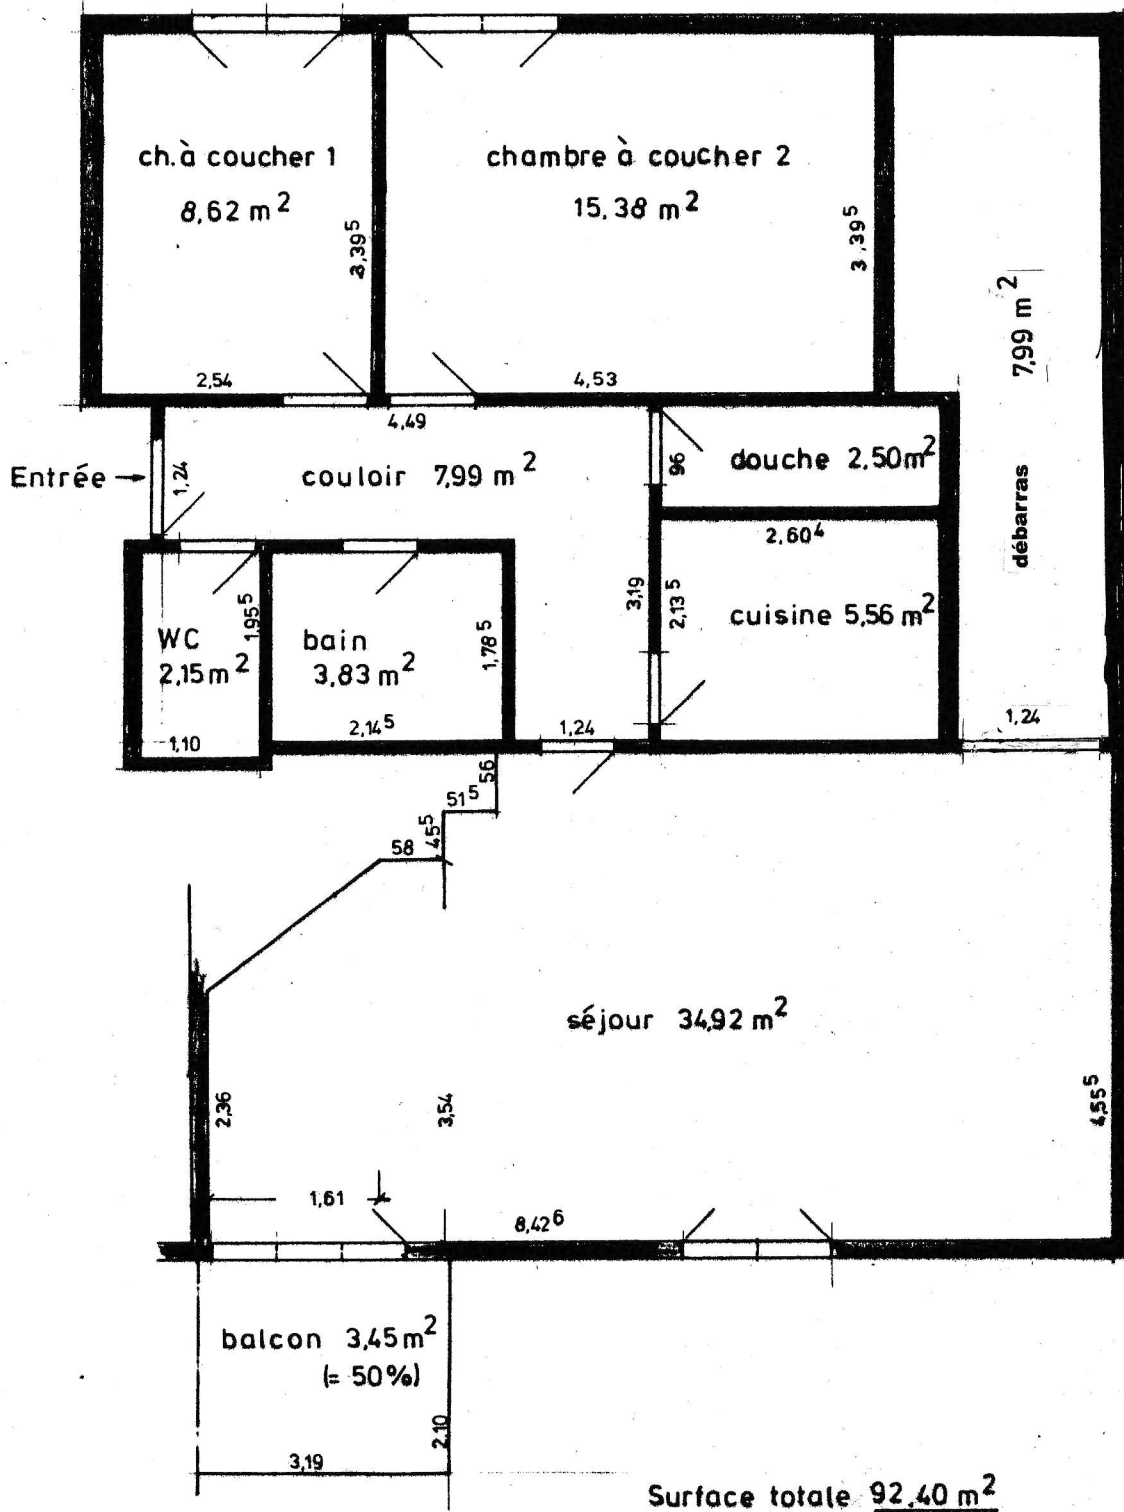 ch. à coucher 1
8,62 m²
chambre à coucher 2
15,38 m²
3,39⁵
3,39⁵
7,99 m²
débarras
2,54
4,53
4,49
Entrée
1,24
couloir 7,99 m²
96
douche 2,50 m²
2,60⁴
WC
2,15 m²
1,95⁵
bain
3,83 m²
1,78⁵
3,19
2,13⁵
cuisine 5,56 m²
1,10
2,14⁵
1,24
1,24
56
51⁵
45⁵
58
séjour 34,92 m²
2,36
3,54
4,55⁵
1,61
8,42⁶
balcon 3,45 m²
(= 50%)
2,10
3,19
Surface totale 92,40 m²